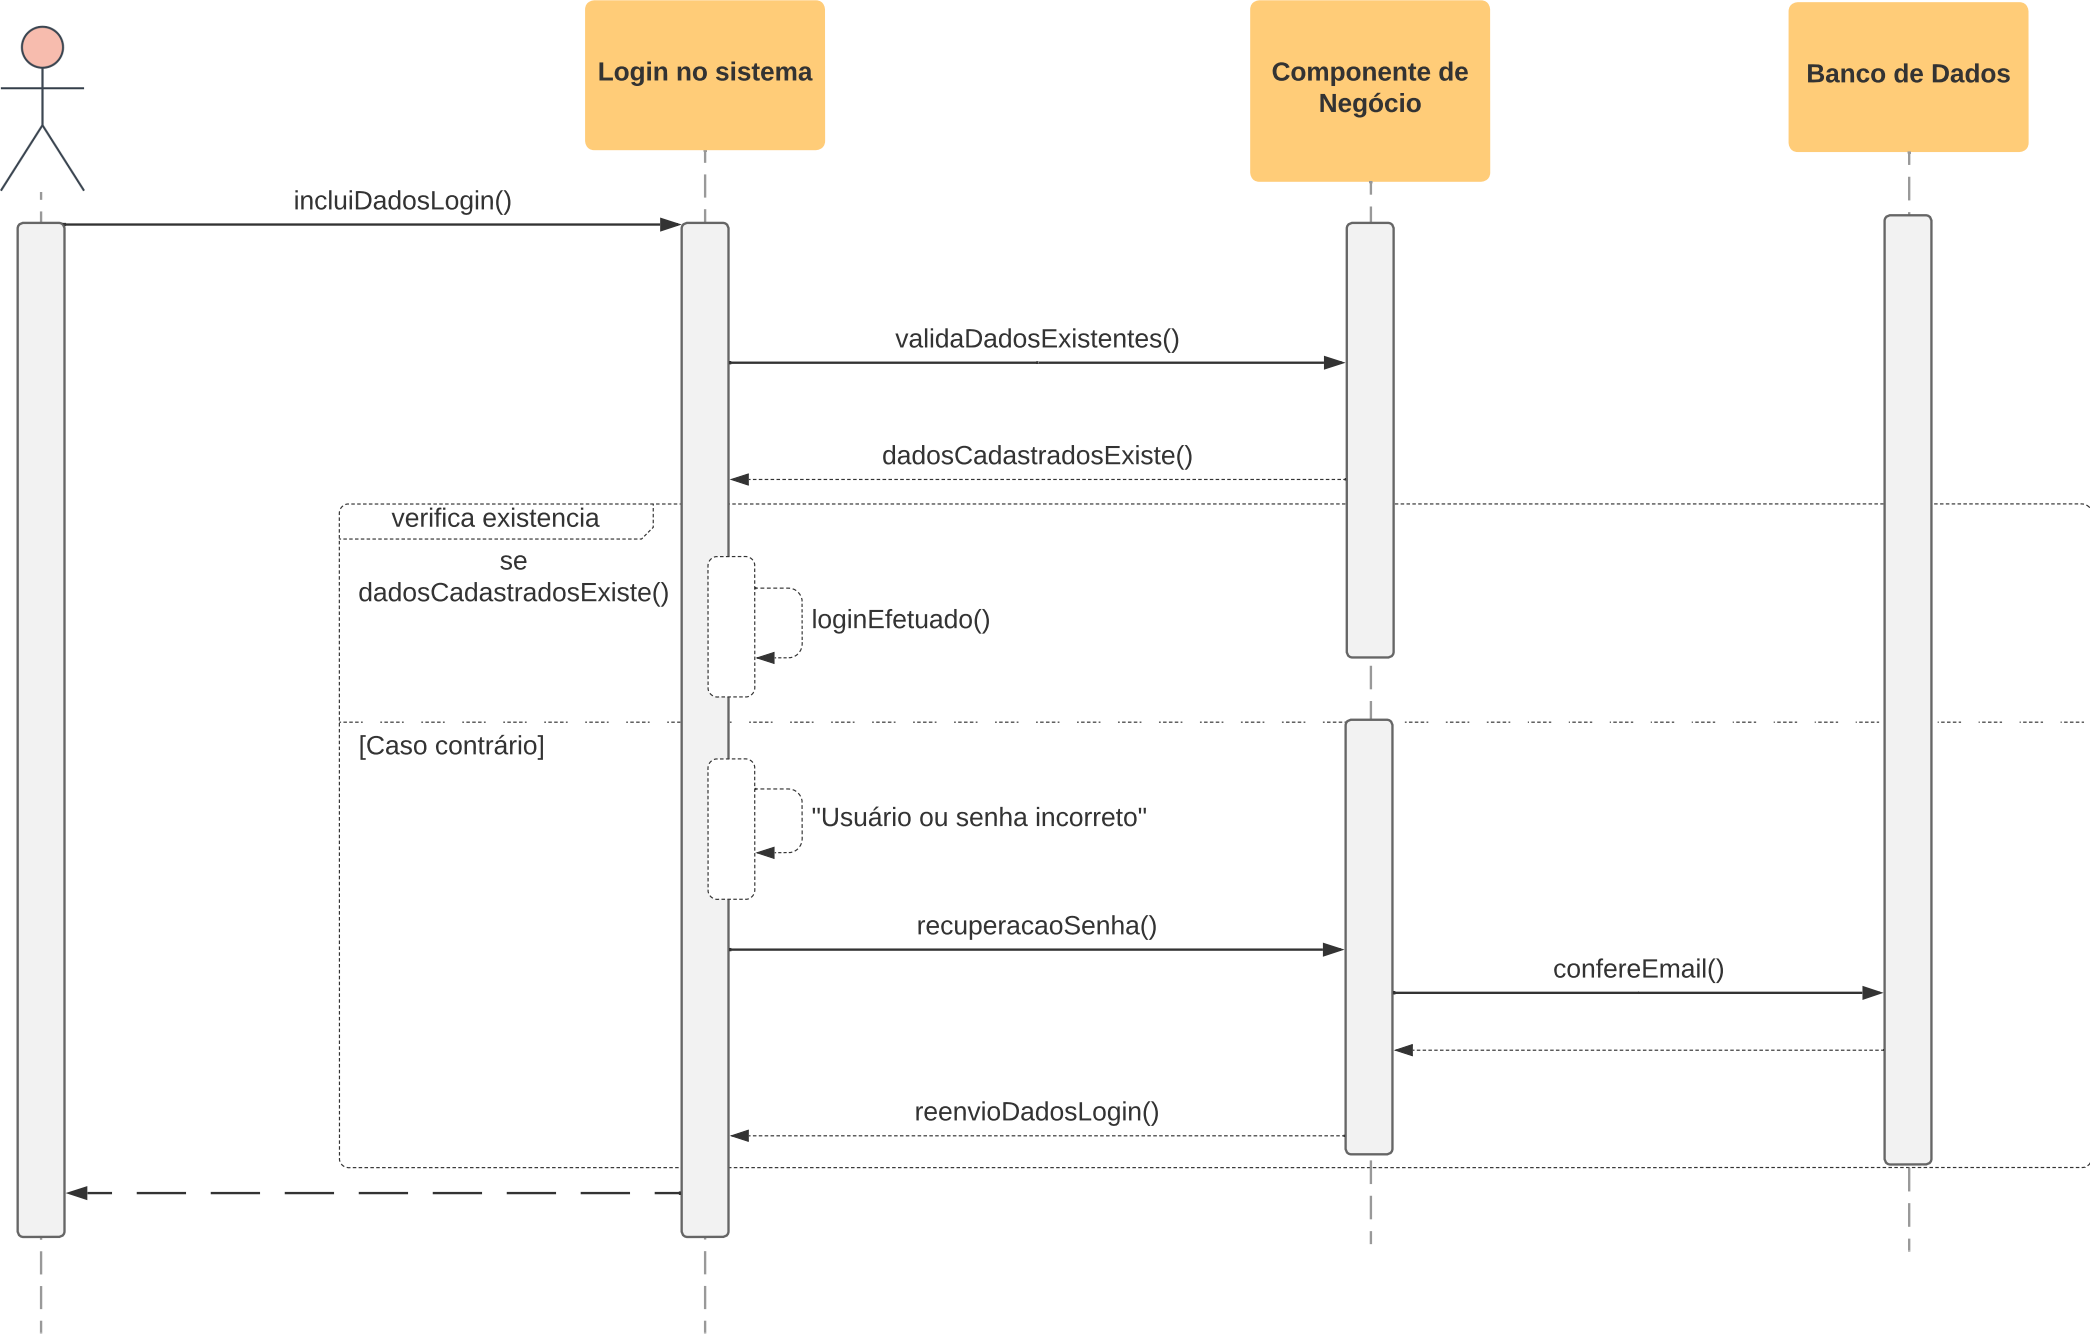 Login no sistema
Componente de
Negócio
Banco de Dados
incluiDadosLogin()
validaDadosExistentes()
dadosCadastradosExiste()
verifica existencia
se
dadosCadastradosExiste()
loginEfetuado()
[Caso contrário]
"Usuário ou senha incorreto"
recuperacaoSenha()
confereEmail()
reenvioDadosLogin()